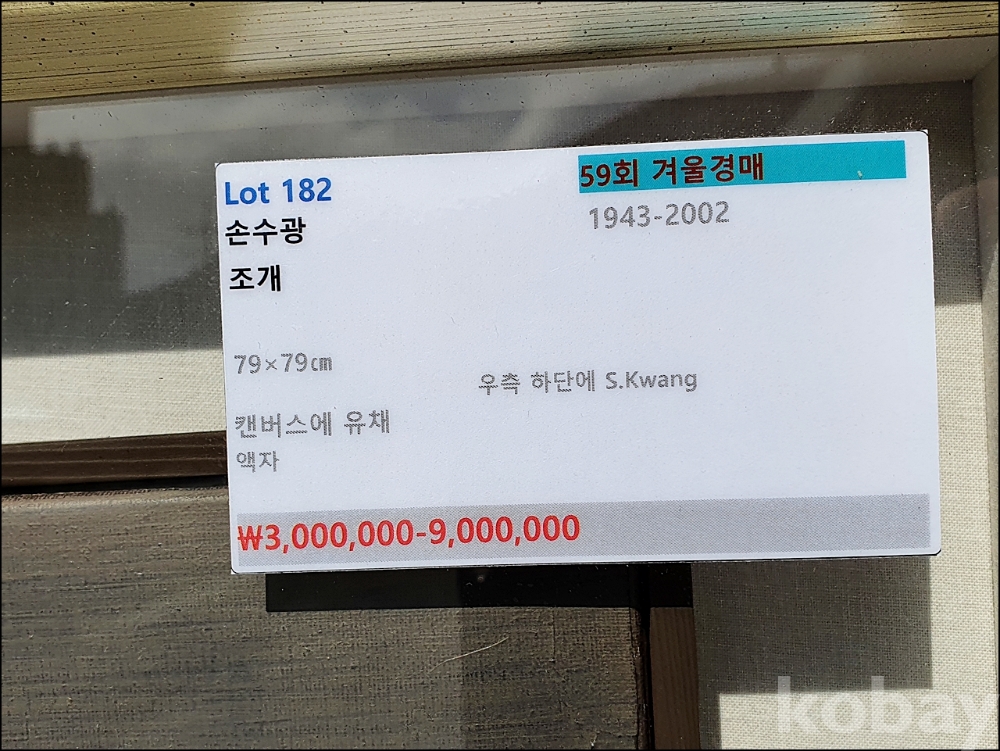 Lot 182
59회 겨울경매
손수광
1943-2002
조개
79×79㎝
우측 하단에 S.Kwang
캔버스에 유채
액자
₩3,000,000-9,000,000
kobay